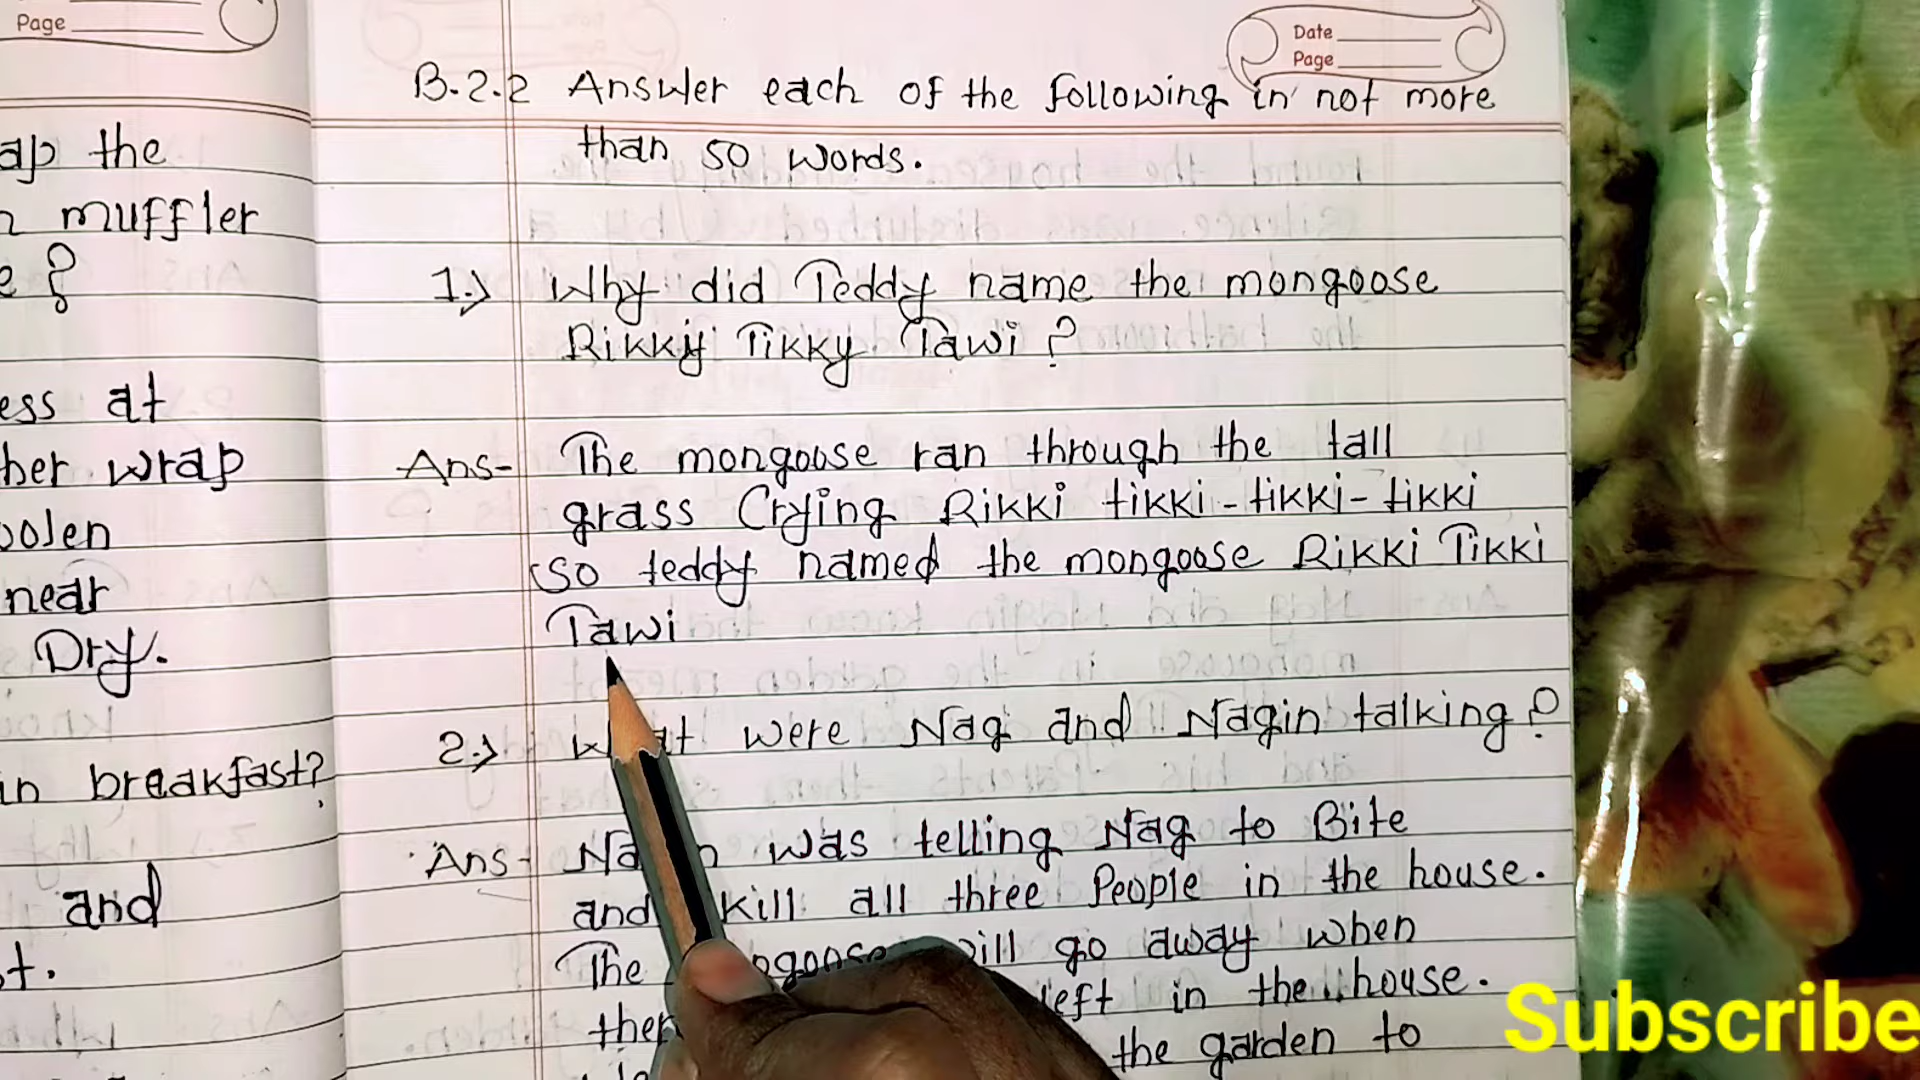 Page
ap the
muffler
e?
ess at
her wrap
oolen
near
Dry.
in breakfast?
and
t.
Date
Page
B.2.2 Answer each of the following in not more
than 50 words.
1.) Why did Teddy name the mongoose
Rikky Tikky Tawi?
Ans- The mongoose ran through the tall
grass Crying Rikki tikki-tikki-tikki
so teddy named the mongoose Rikki Tikki
Tawi
2.) were Nag and Nagin talking?
Ans- was telling Nag to Bite
and kill all three People in the house.
The will go away when
left in the house.
the garden to
Subscribe